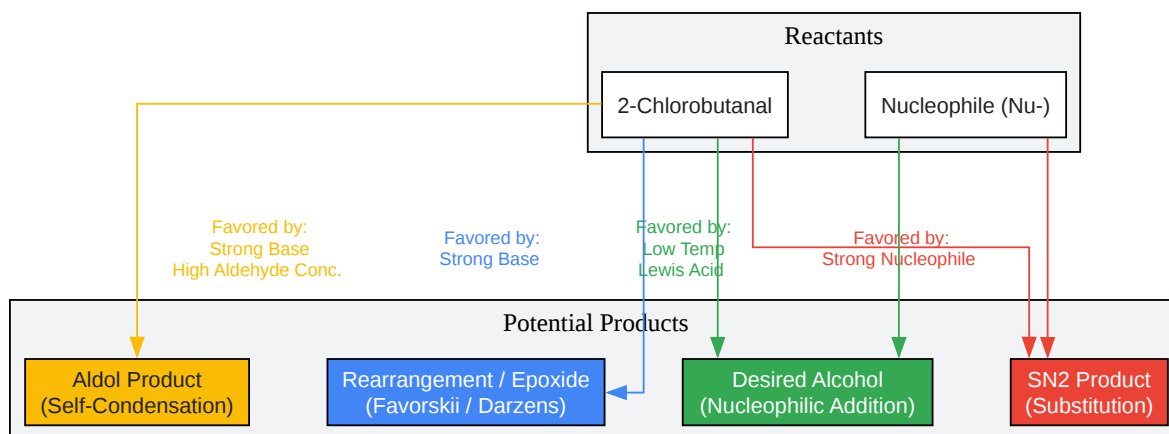 Reactants
2-Chlorobutanal
Nucleophile (Nu-)
Favored by:
Strong Base
High Aldehyde Conc.
Favored by:
Strong Base
Favored by:
Low Temp
Lewis Acid
Favored by:
Strong Nucleophile
Potential Products
Aldol Product
(Self-Condensation)
Rearrangement / Epoxide
(Favorskii / Darzens)
Desired Alcohol
(Nucleophilic Addition)
SN2 Product
(Substitution)